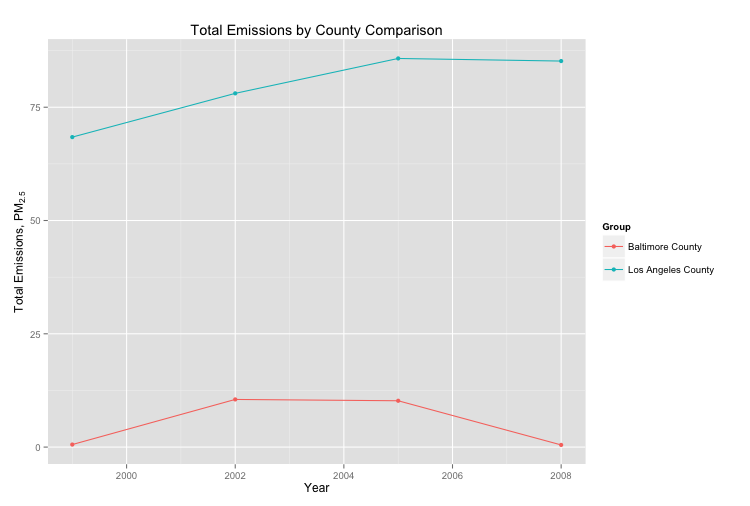 Total Emissions by County Comparison
Total Emissions, PM2.5
75
50
25
0
2000 2002 2004 2006 2008
Year
Group
Baltimore County
Los Angeles County